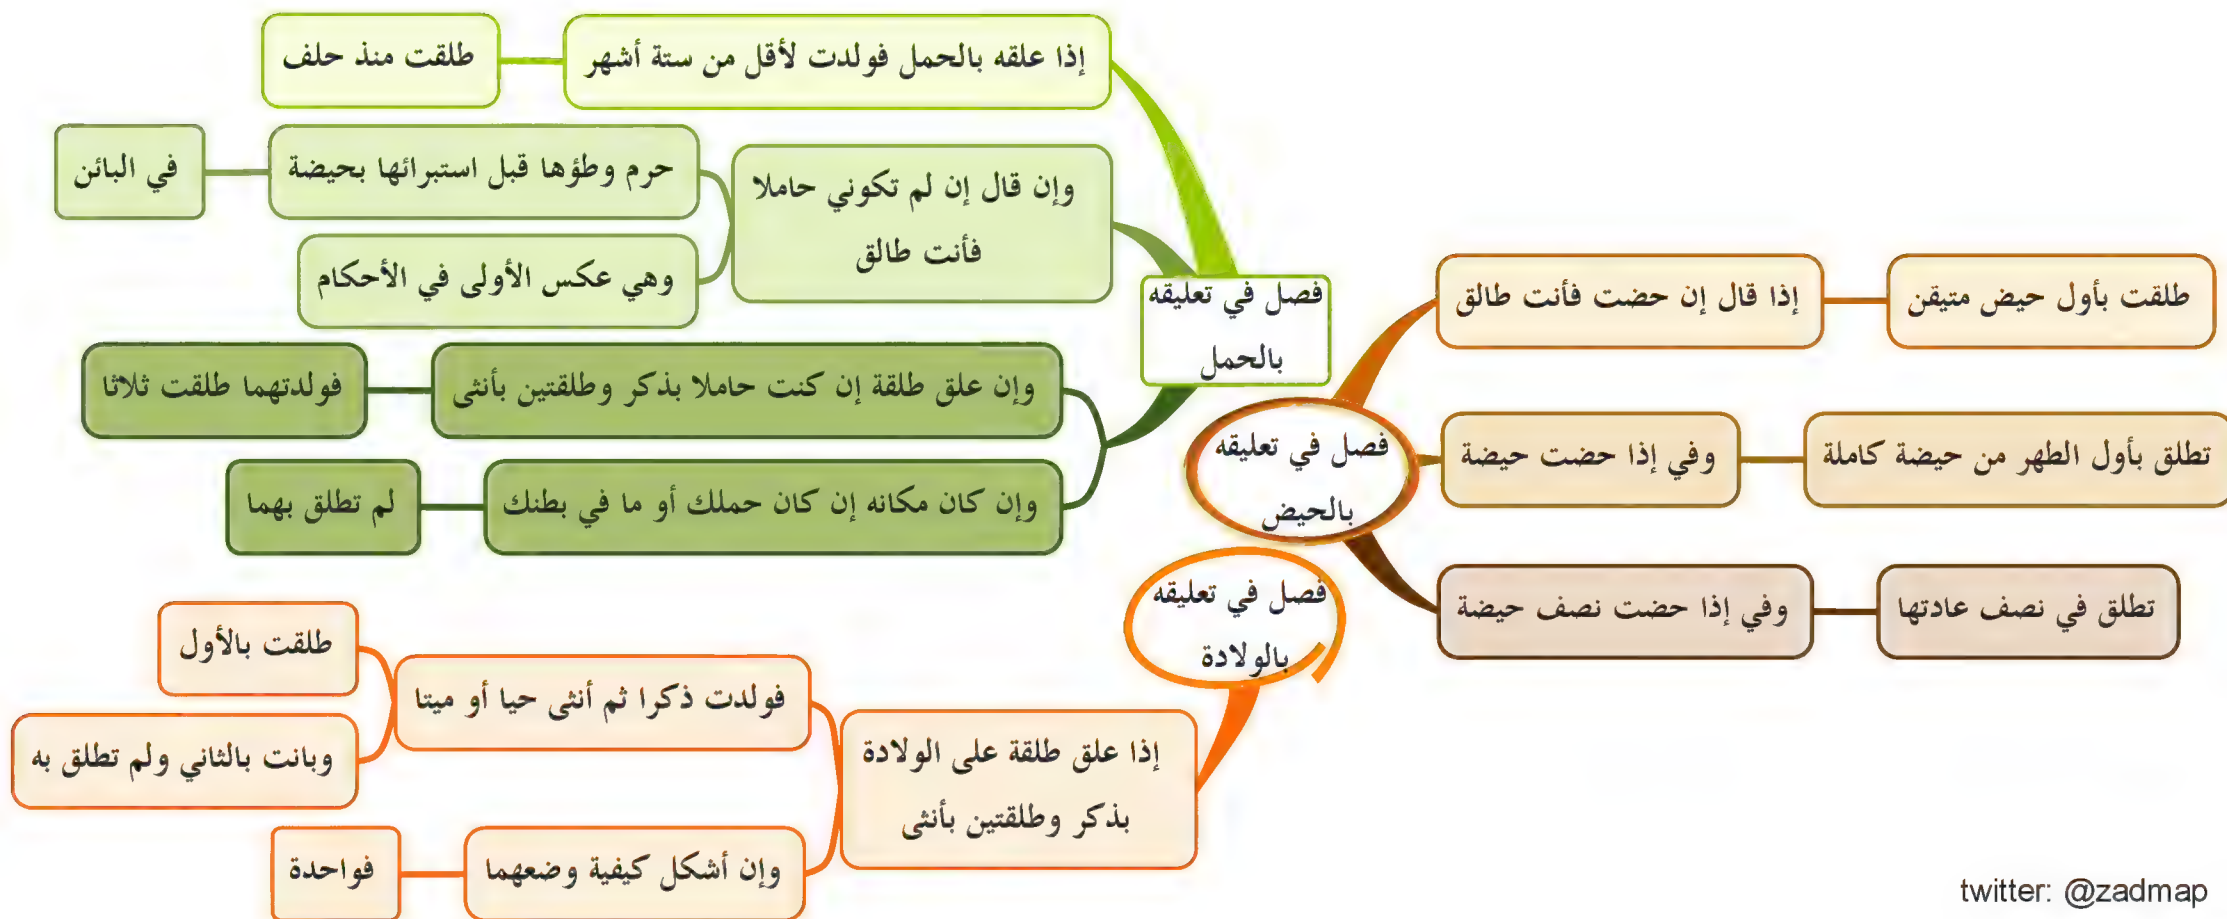 فصل في تعليقه
بالحيض
إذا قال إن حضت فأنت طالق
طلقت بأول حيض متيقن
وفي إذا حضت حيضة
تطلق بأول الطهر من حيضة كاملة
وفي إذا حضت نصف حيضة
تطلق في نصف عادتها
فصل في تعليقه
بالحمل
إذا علقه بالحمل فولدت لأقل من ستة أشهر
طلقت منذ حلف
وإن قال إن لم تكوني حاملا
فأنت طالق
حرم وطؤها قبل استبرائها بحيضة
في البائن
وهي عكس الأولى في الأحكام
وإن علق طلقة إن كنت حاملا بذكر وطلقتين بأنثى
فولدتهما طلقت ثلاثا
وإن كان مكانه إن كان حملك أو ما في بطنك
لم تطلق بهما
فصل في تعليقه
بالولادة
إذا علق طلقة على الولادة
بذكر وطلقتين بأنثى
فولدت ذكرا ثم أنثى حيا أو ميتا
طلقت بالأول
وبانت بالثاني ولم تطلق به
وإن أشكل كيفية وضعهما
فواحدة
twitter: @zadmap